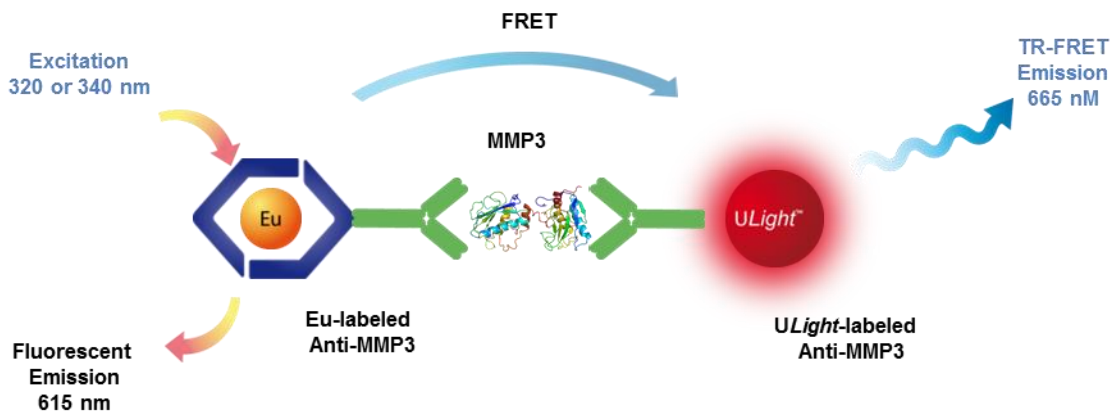 FRET
Excitation
320 or 340 nm
TR-FRET
Emission
665 nM
MMP3
Eu
ULight™
Eu-labeled
Anti-MMP3
ULight-labeled
Anti-MMP3
Fluorescent
Emission
615 nm